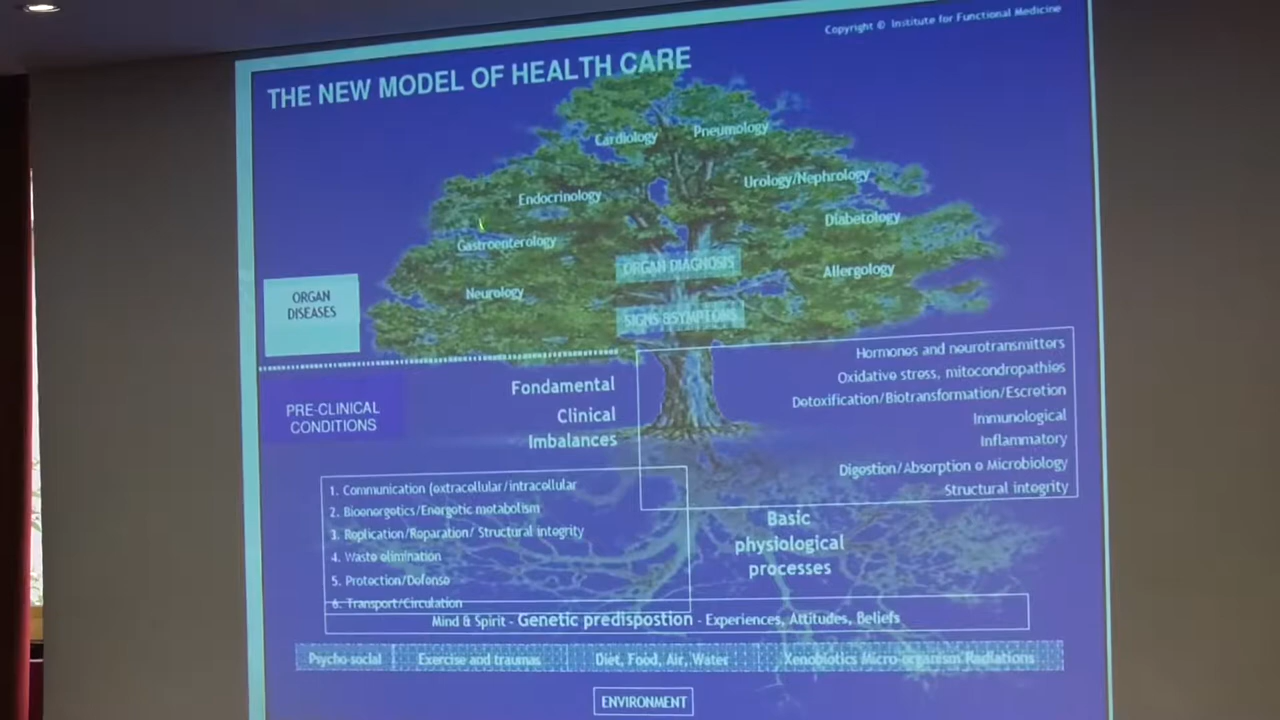 Copyright © Institute for Functional Medicine
THE NEW MODEL OF HEALTH CARE
Cardiology
Pneumology
Endocrinology
Urology/Nephrology
Gastroenterology
Diabetology
ORGAN DIAGNOSIS
Neurology
Allergology
SIGNS &SYMPTOMS
ORGAN
DISEASES
PRE-CLINICAL
CONDITIONS
Fondamental
Clinical
Imbalances
Hormones and neurotransmitters
Oxidative stress, mitocondropathies
Detoxification/Biotransformation/Escretion
Immunological
Inflammatory
Digestion/Absorption o Microbiology
Structural integrity
1. Communication (extracellular/intracellular
2. Bioenergetics/Energetic metabolism
3. Replication/Reparation/ Structural integrity
4. Waste elimination
5. Protection/Defense
6. Transport/Circulation
Basic
physiological
processes
Mind & Spirit - Genetic predispostion - Experiences, Attitudes, Beliefs
Psycho-social
Exercise and traumas
Diet, Food, Air, Water
Xenobiotics Micro-organism Radiations
ENVIRONMENT